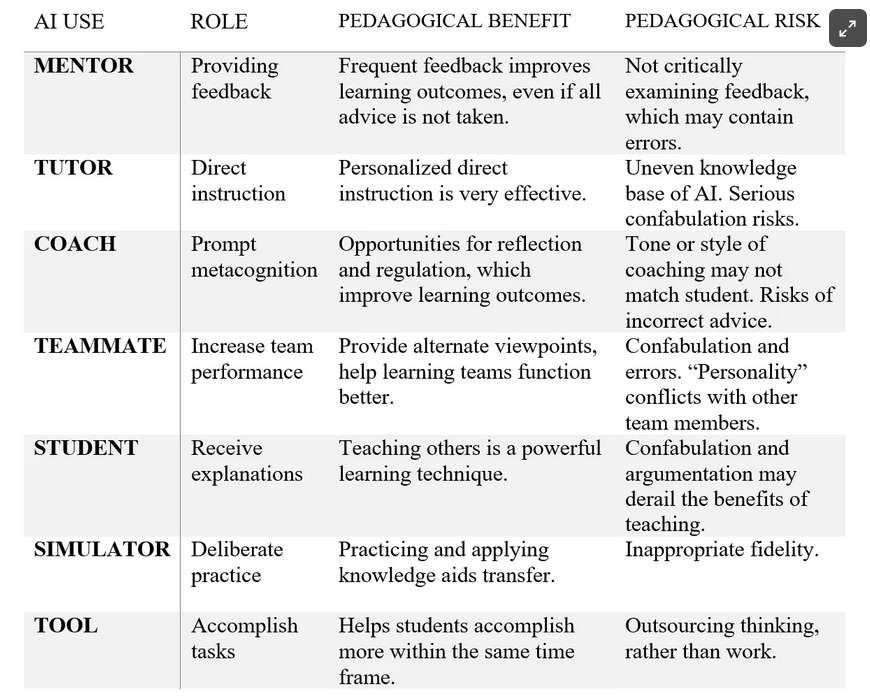 AI USE ROLE PEDAGOGICAL BENEFIT PEDAGOGICAL RISK
MENTOR Providing Frequent feedback improves Not critically
feedback learning outcomes, even if all examining feedback,
advice is not taken. which may contain
errors.
TUTOR Direct Personalized direct Uneven knowledge
instruction instruction is very effective. base of AI. Serious
confabulation risks.
COACH Prompt Opportunities for reflection Tone or style of
metacognition and regulation, which coaching may not
improve learning outcomes. match student. Risks of
incorrect advice.
TEAMMATE Increase team Provide alternate viewpoints, Confabulation and
performance help learning teams function errors. “Personality”
better. conflicts with other
team members.
STUDENT Receive Teaching others is a powerful Confabulation and
explanations learning technique. argumentation may
derail the benefits of
teaching.
SIMULATOR Deliberate Practicing and applying Inappropriate fidelity.
practice knowledge aids transfer.
TOOL Accomplish Helps students accomplish Outsourcing thinking,
tasks more within the same time rather than work.
frame.